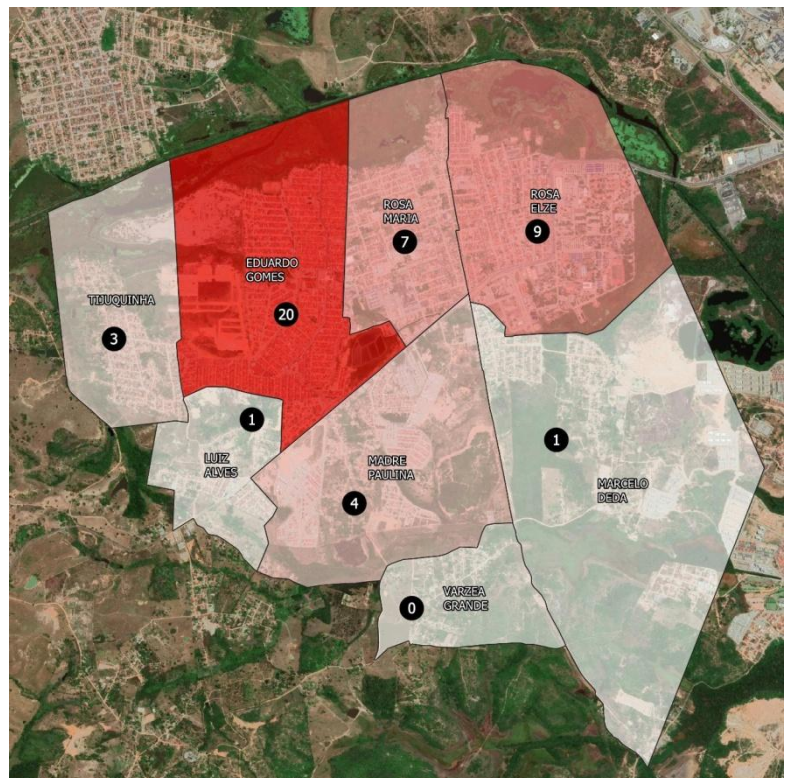 ROSA
ELZE
9
ROSA
MARIA
7
EDUARDO
GOMES
20
TIJUQUINHA
3
1
LUIZ
ALVES
MADRE
PAULINA
4
1
MARCELO
DEDA
VARZEA
GRANDE
0